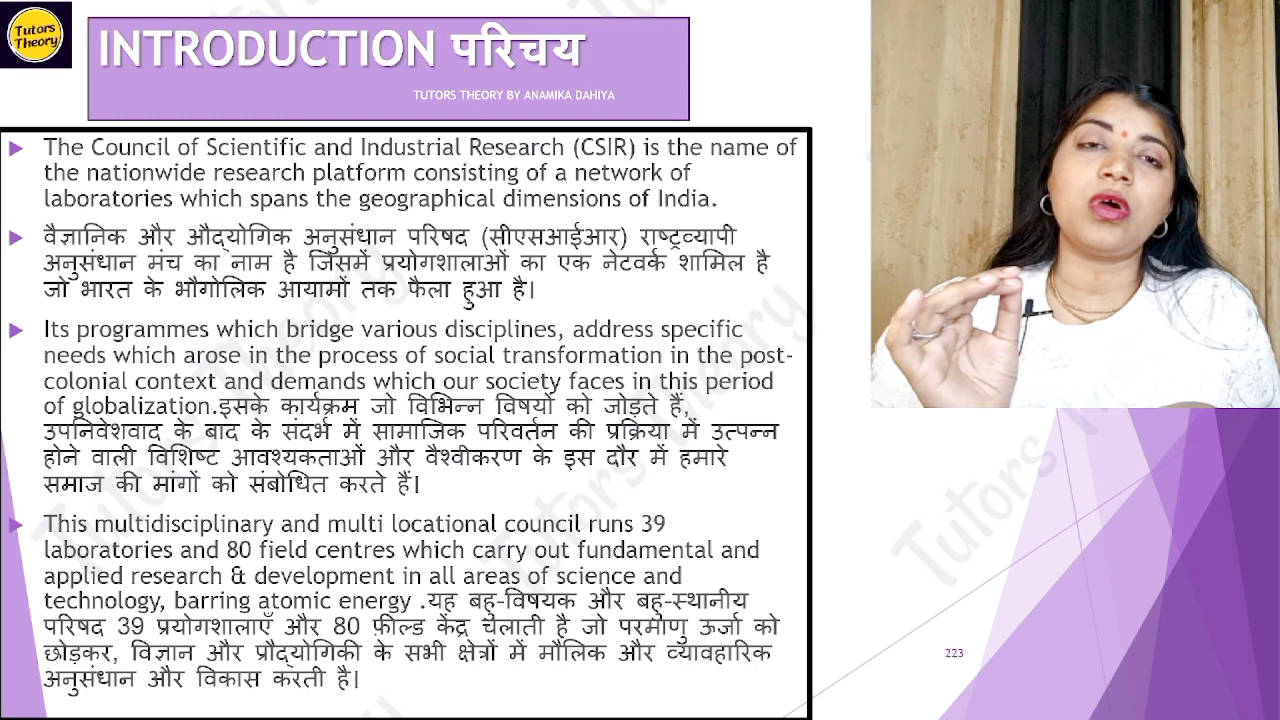 Tutors
Theory
INTRODUCTION परिचय
TUTORS THEORY BY ANAMIKA DAHIYA
The Council of Scientific and Industrial Research (CSIR) is the name of
the nationwide research platform consisting of a network of
laboratories which spans the geographical dimensions of India.
वैज्ञानिक और औद्योगिक अनुसंधान परिषद (सीएसआईआर) राष्ट्रव्यापी
अनुसंधान मंच का नाम है जिसमें प्रयोगशालाओं का एक नेटवर्क शामिल है
जो भारत के भौगोलिक आयामों तक फैला हुआ है।
Its programmes which bridge various disciplines, address specific
needs which arose in the process of social transformation in the post-
colonial context and demands which our society faces in this period
of globalization.इसके कार्यक्रम जो विभिन्न विषयों को जोड़ते हैं,
उपनिवेशवाद के बाद के संदर्भ में सामाजिक परिवर्तन की प्रक्रिया में उत्पन्न
होने वाली विशिष्ट आवश्यकताओं और वैश्वीकरण के इस दौर में हमारे
समाज की मांगों को संबोधित करते हैं।
This multidisciplinary and multi locational council runs 39
laboratories and 80 field centres which carry out fundamental and
applied research & development in all areas of science and
technology, barring atomic energy .यह बहु-विषयक और बहु-स्थानीय
परिषद 39 प्रयोगशालाएँ और 80 फ़ील्ड केंद्र चलाती है जो परमाणु ऊर्जा को
छोड़कर, विज्ञान और प्रौद्योगिकी के सभी क्षेत्रों में मौलिक और व्यावहारिक
अनुसंधान और विकास करती है।
223
Tutors Theory
Tutors Theory
Tutors Theory